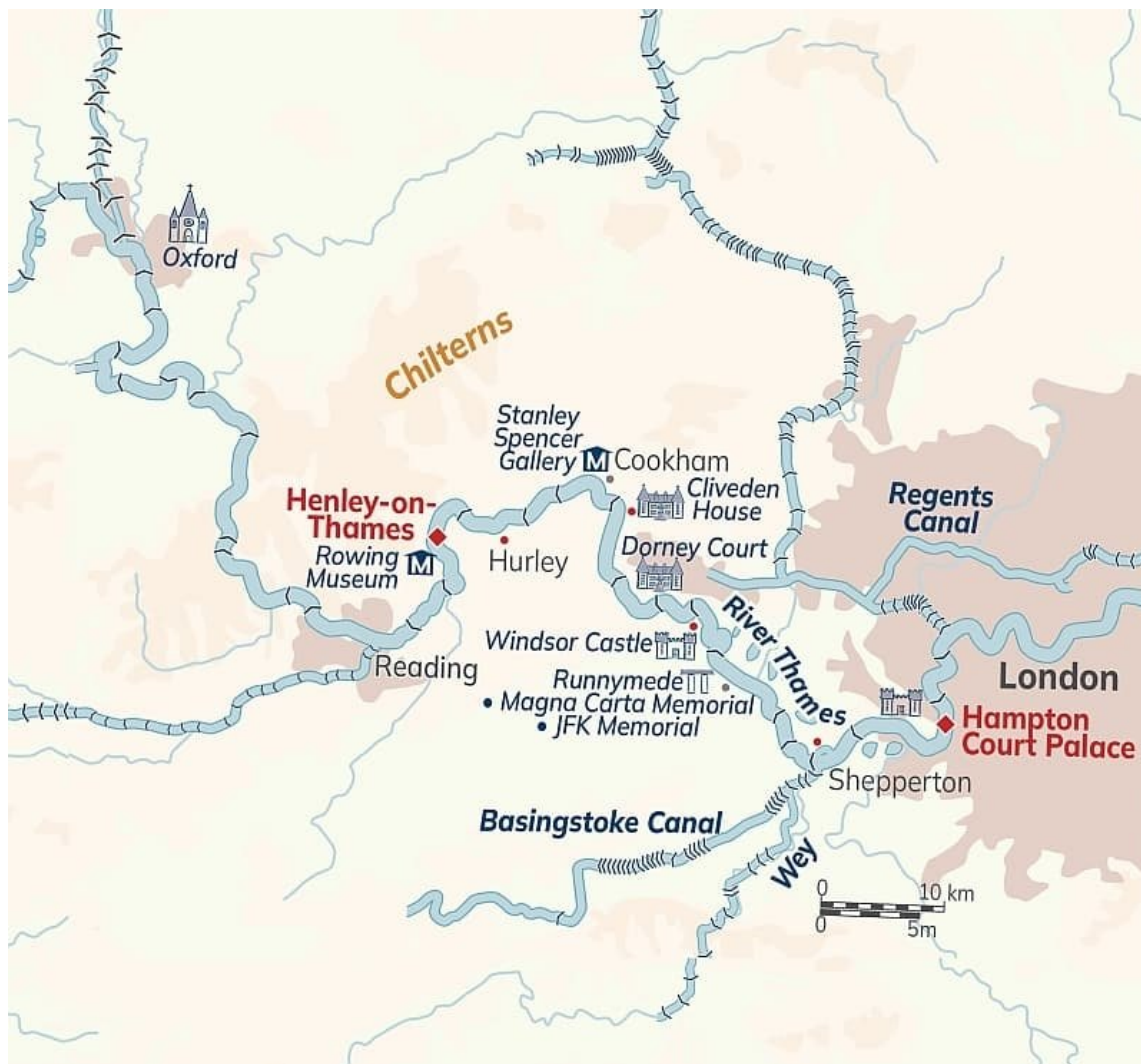 Oxford
Chilterns
Stanley
Spencer
Gallery
M
Cookham
Cliveden
House
Regents
Canal
Henley-on-
Thames
Rowing
Museum
M
Hurley
Dorney Court
River Thames
Windsor Castle
Reading
Runnymede
• Magna Carta Memorial
• JFK Memorial
London
Hampton
Court Palace
Shepperton
Basingstoke Canal
Wey
0 10 km
0 5m